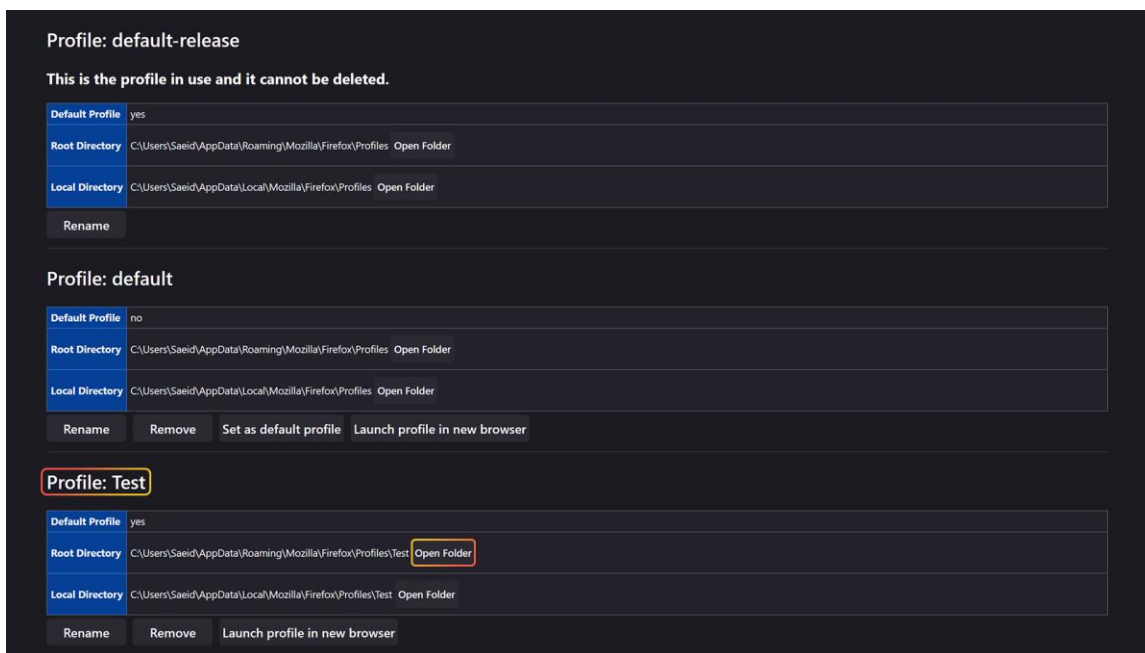 Profile: default-release
This is the profile in use and it cannot be deleted.
Default Profile yes
Root Directory C:\Users\Saeid\AppData\Roaming\Mozilla\Firefox\Profiles Open Folder
Local Directory C:\Users\Saeid\AppData\Local\Mozilla\Firefox\Profiles Open Folder
Rename
Profile: default
Default Profile no
Root Directory C:\Users\Saeid\AppData\Roaming\Mozilla\Firefox\Profiles Open Folder
Local Directory C:\Users\Saeid\AppData\Local\Mozilla\Firefox\Profiles Open Folder
Rename Remove Set as default profile Launch profile in new browser
Profile: Test
Default Profile yes
Root Directory C:\Users\Saeid\AppData\Roaming\Mozilla\Firefox\Profiles\Test Open Folder
Local Directory C:\Users\Saeid\AppData\Local\Mozilla\Firefox\Profiles\Test Open Folder
Rename Remove Launch profile in new browser